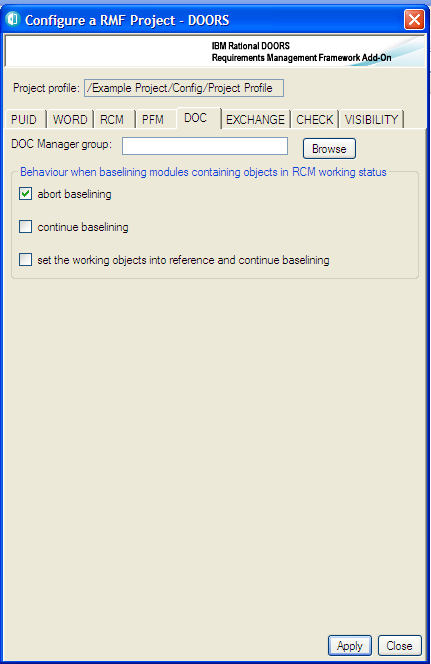 Configure a RMF Project - DOORS
IBM Rational DOORS
Requirements Management Framework Add-On
Project profile: /Example Project/Config/Project Profile
PUID WORD RCM PFM DOC EXCHANGE CHECK VISIBILITY
DOC Manager group: Browse
Behaviour when baselining modules containing objects in RCM working status
abort baselining
continue baselining
set the working objects into reference and continue baselining
Apply Close